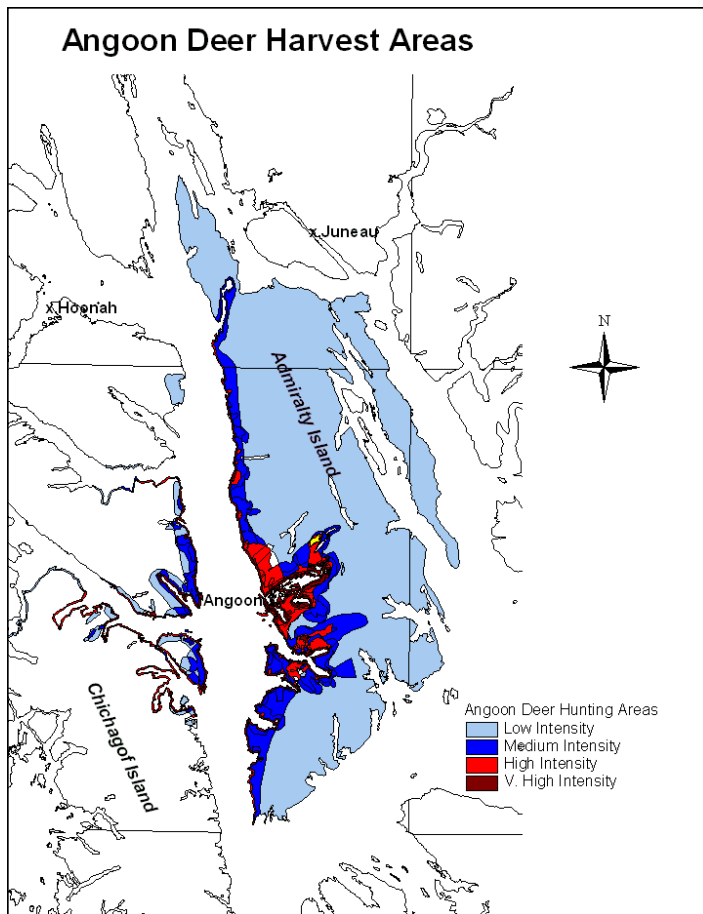 Angoon Deer Harvest Areas
x Juneau
x Hoonah
N
Admiralty Island
Angoon
Chichagof Island
Angoon Deer Hunting Areas
Low Intensity
Medium Intensity
High Intensity
V. High Intensity